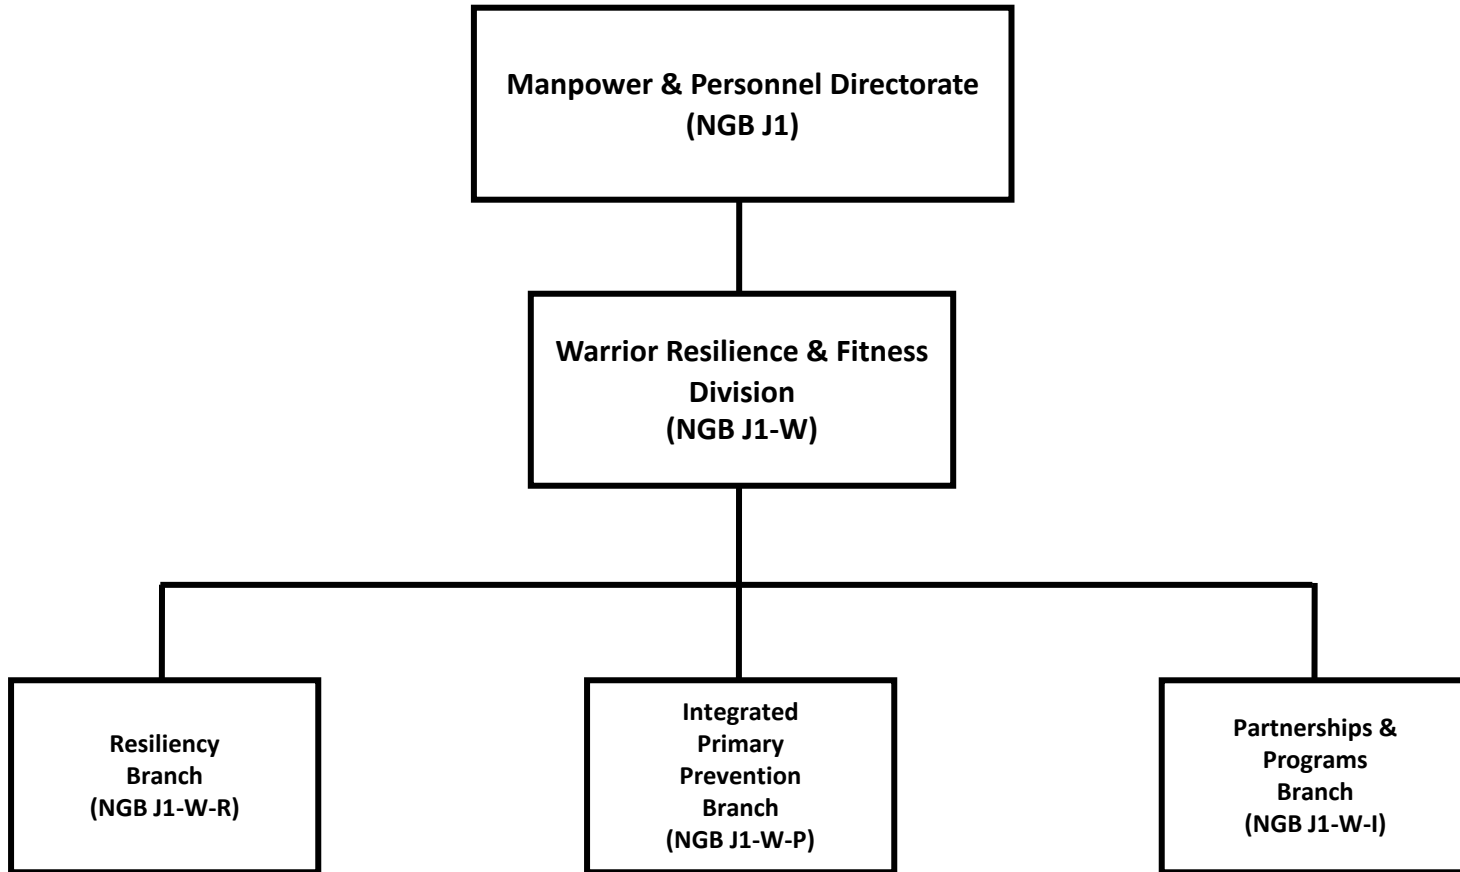 Manpower & Personnel Directorate
(NGB J1)
Warrior Resilience & Fitness
Division
(NGB J1-W)
Resiliency
Branch
(NGB J1-W-R)
Integrated
Primary
Prevention
Branch
(NGB J1-W-P)
Partnerships &
Programs
Branch
(NGB J1-W-I)